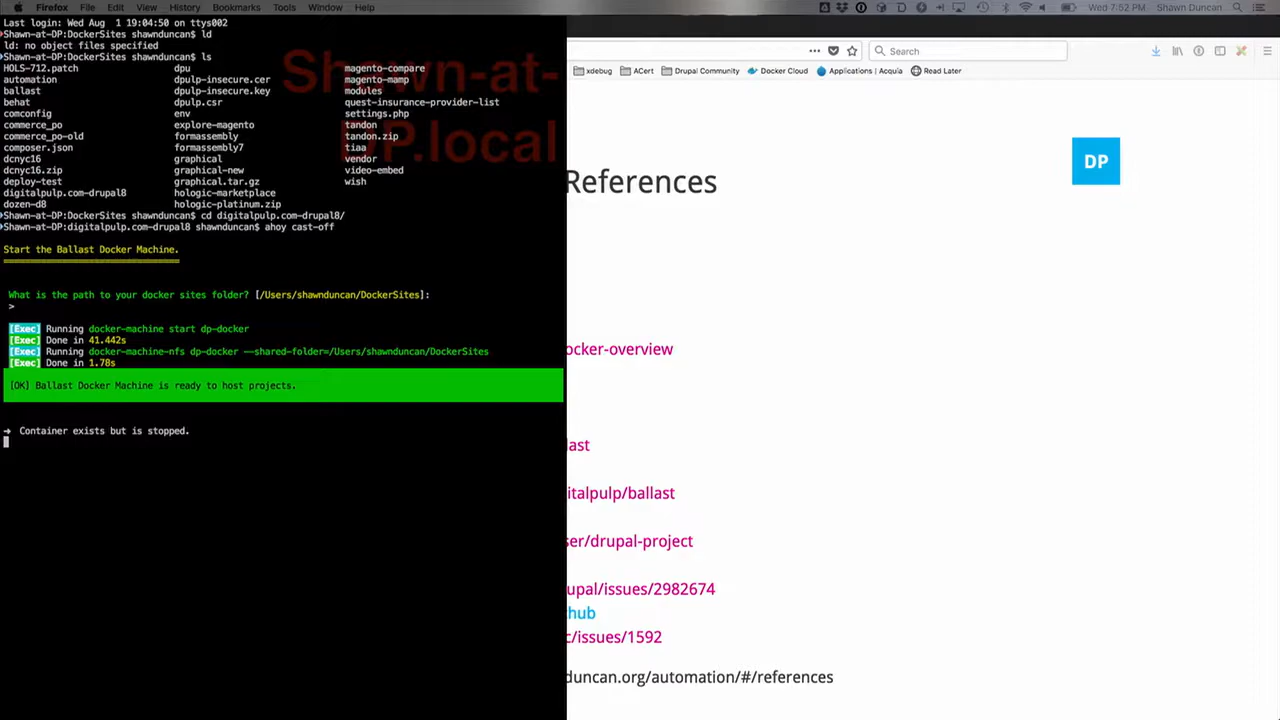 Firefox File Edit View History Bookmarks Tools Window Help Wed 7:52 PM Shawn Duncan
Last login: Wed Aug 1 19:04:50 on ttys002
Shawn-at-DP:DockerSites shawnduncan$ ld
ld: no object files specified
Shawn-at-DP:DockerSites shawnduncan$ ls
HOLS-712.patch dpu magento-compare
automation dpulp-insecure.cer magento-mamp
ballast dpulp-insecure.key modules
behat dpulp.csr quest-insurance-provider-list
comconfig env settings.php
commerce_po explore-magento tandon
commerce_po-old formassembly tandon.zip
composer.json formassembly7 tiaa
dcnyc16 graphical vendor
dcnyc16.zip graphical-new video-embed
deploy-test graphical.tar.gz wish
digitalpulp.com-drupal8 hologic-marketplace
dozen-d8 hologic-platinum.zip
Shawn-at-DP:DockerSites shawnduncan$ cd digitalpulp.com-drupal8/
Shawn-at-DP:digitalpulp.com-drupal8 shawnduncan$ ahoy cast-off
Start the Ballast Docker Machine.
What is the path to your docker sites folder? [/Users/shawnduncan/DockerSites]:
>
[Exec] Running docker-machine start dp-docker
[Exec] Done in 41.442s
[Exec] Running docker-machine-nfs dp-docker --shared-folder=/Users/shawnduncan/DockerSites
[Exec] Done in 1.78s
[OK] Ballast Docker Machine is ready to host projects.
➜ Container exists but is stopped.
Shawn-at-
DP.local
Search
xdebug ACert Drupal Community Docker Cloud Applications | Acquia Read Later
DP
References
ocker-overview
last
italpulp/ballast
ser/drupal-project
upal/issues/2982674
hub
c/issues/1592
duncan.org/automation/#/references